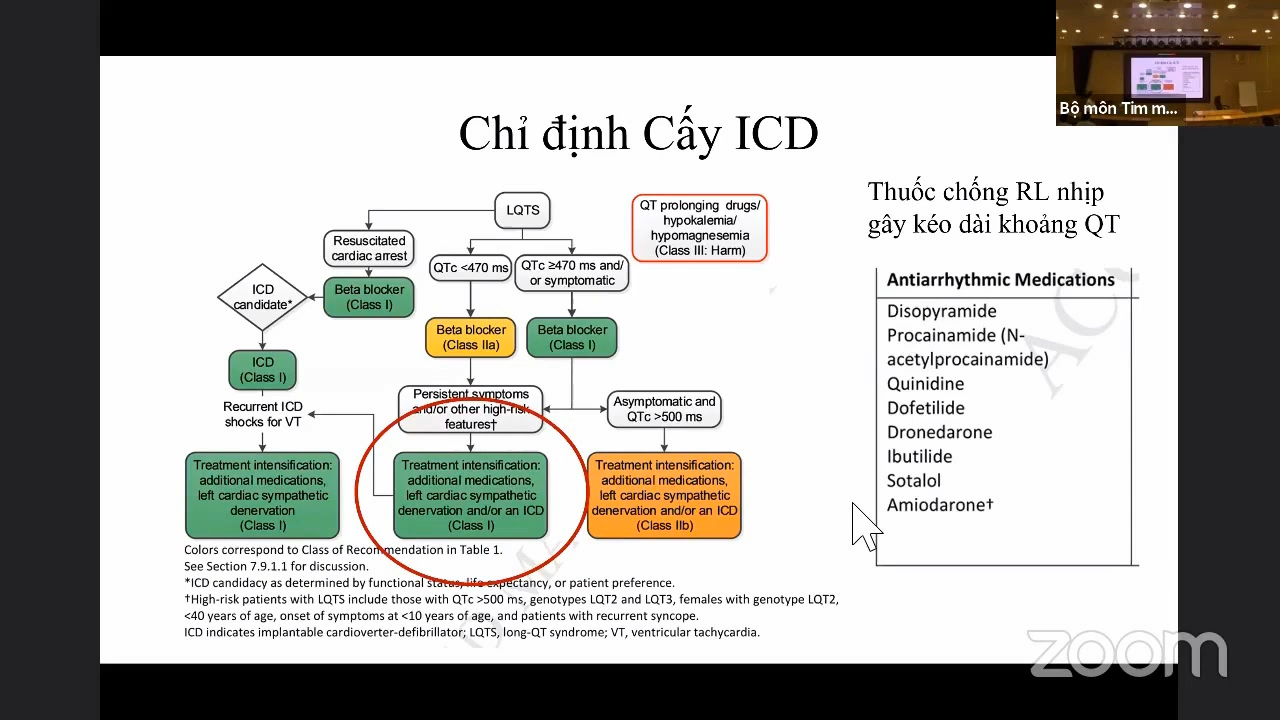 Bộ môn Tim m...
Chỉ định Cấy ICD
LQTS
Resuscitated
cardiac arrest
QTc <470 ms
QTc ≥470 ms and/
or symptomatic
QT prolonging drugs/
hypokalemia/
hypomagnesemia
(Class III: Harm)
ICD
candidate*
Beta blocker
(Class I)
Beta blocker
(Class IIa)
Beta blocker
(Class I)
ICD
(Class I)
Recurrent ICD
shocks for VT
Persistent symptoms
and/or other high-risk
features†
Asymptomatic and
QTc >500 ms
Treatment intensification:
additional medications,
left cardiac sympathetic
denervation
(Class I)
Treatment intensification:
additional medications,
left cardiac sympathetic
denervation and/or an ICD
(Class I)
Treatment intensification:
additional medications,
left cardiac sympathetic
denervation and/or an ICD
(Class IIb)
Colors correspond to Class of Recommendation in Table 1.
See Section 7.9.1.1 for discussion.
*ICD candidacy as determined by functional status, life expectancy, or patient preference.
†High-risk patients with LQTS include those with QTc >500 ms, genotypes LQT2 and LQT3, females with genotype LQT2,
<40 years of age, onset of symptoms at <10 years of age, and patients with recurrent syncope.
ICD indicates implantable cardioverter-defibrillator; LQTS, long-QT syndrome; VT, ventricular tachycardia.
Thuốc chống RL nhịp
gây kéo dài khoảng QT
Antiarrhythmic Medications
Disopyramide
Procainamide (N-
acetylprocainamide)
Quinidine
Dofetilide
Dronedarone
Ibutilide
Sotalol
Amiodarone†
zoom